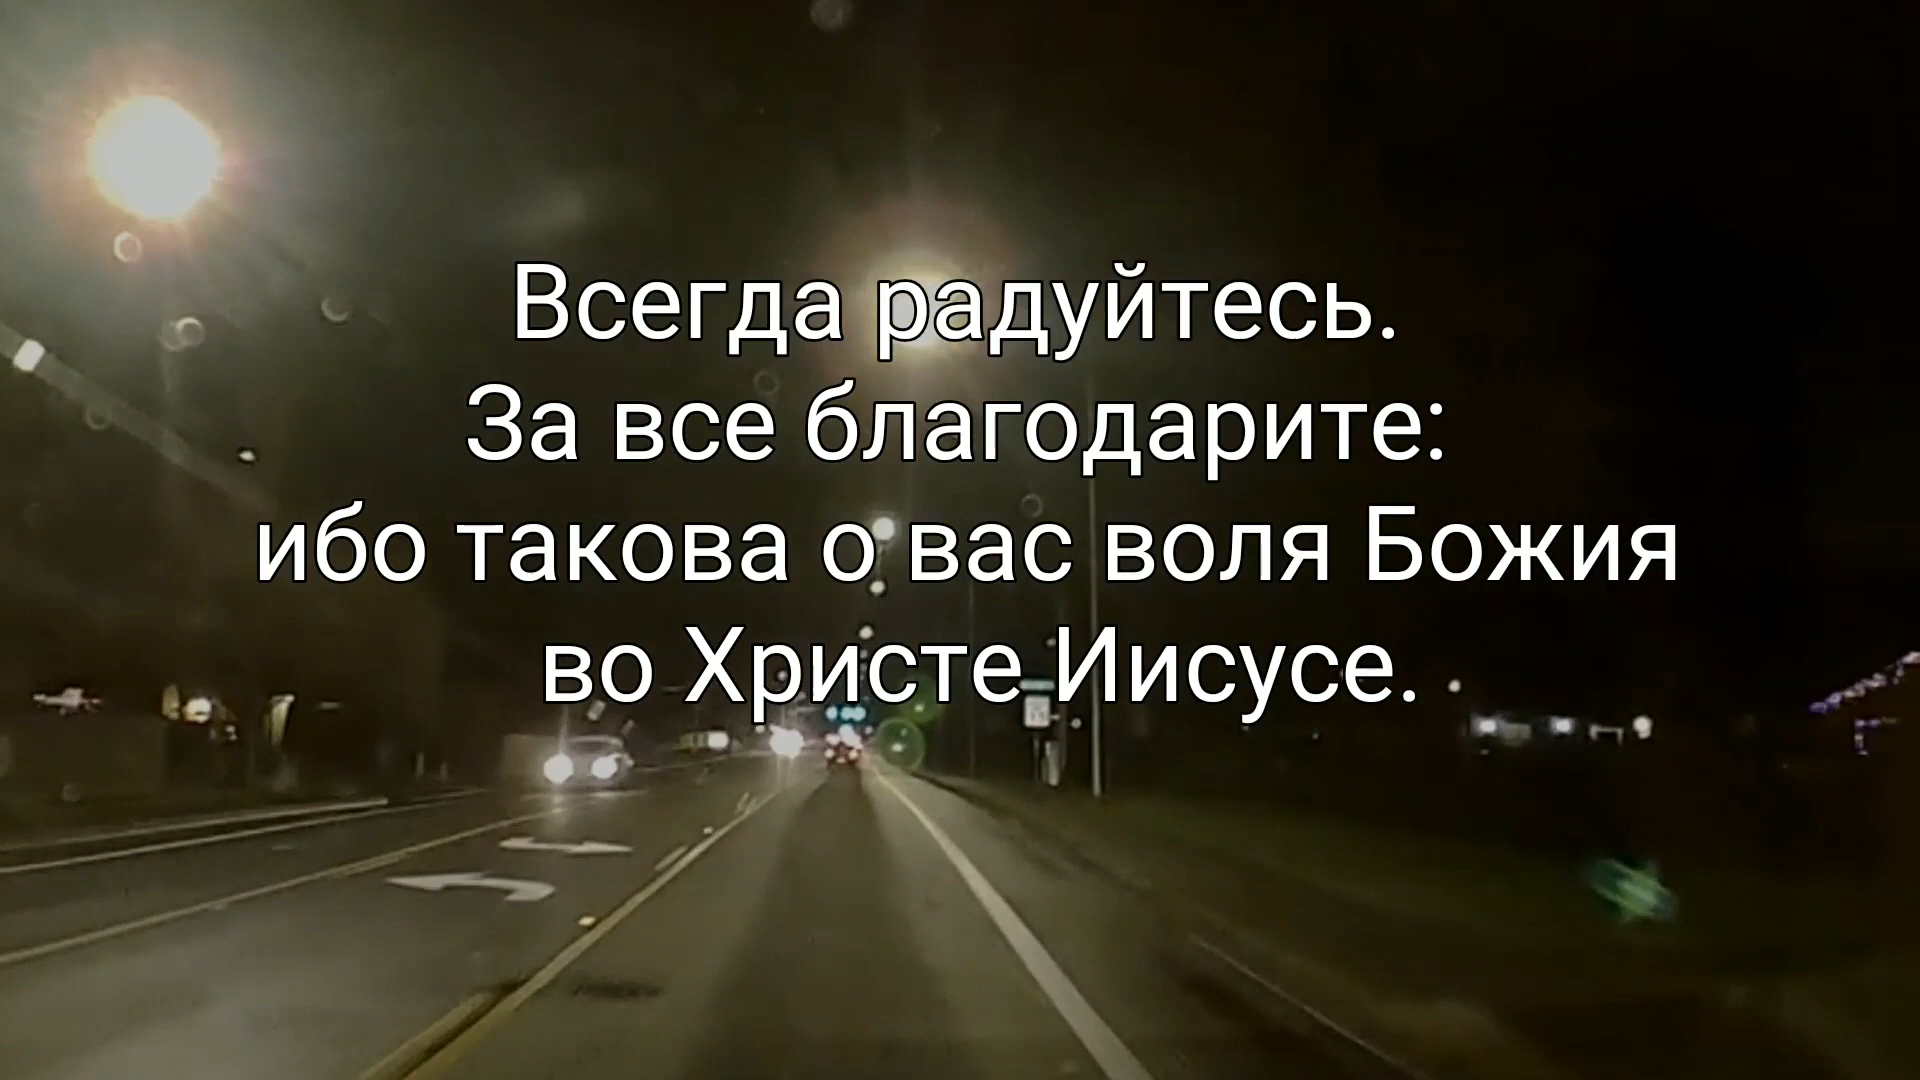 Всегда радуйтесь.
За все благодарите:
ибо такова о вас воля Божия
во Христе Иисусе.